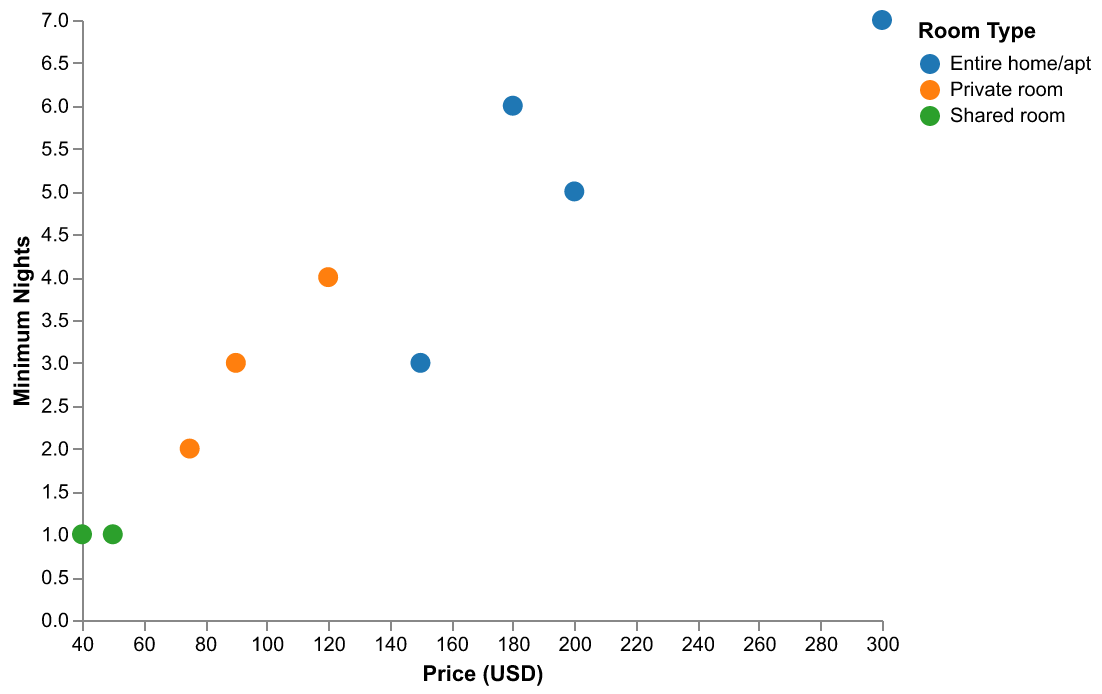 7.0
6.5
6.0
5.5
5.0
4.5
4.0
3.5
3.0
2.5
2.0
1.5
1.0
0.5
0.0
Minimum Nights
40 60 80 100 120 140 160 180 200 220 240 260 280 300
Price (USD)
Room Type
Entire home/apt
Private room
Shared room